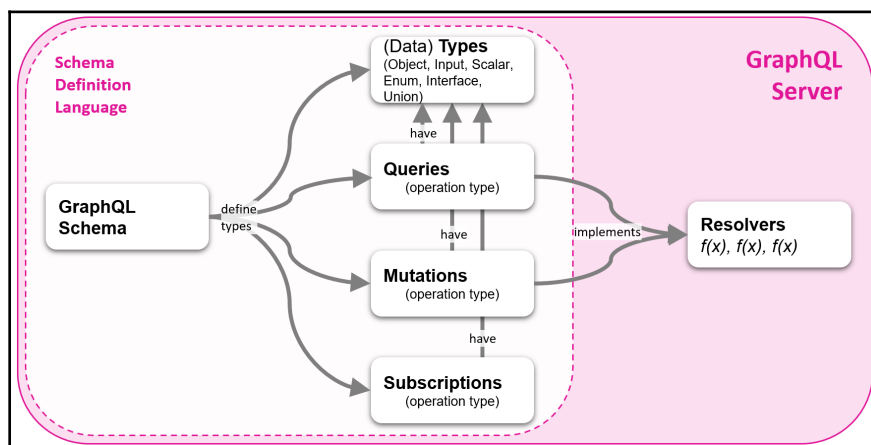 Schema
Definition
Language
(Data) Types
(Object, Input, Scalar,
Enum, Interface,
Union)
GraphQL
Server
have
Queries
(operation type)
GraphQL
Schema
define
types
have
implements
Resolvers
f(x), f(x), f(x)
Mutations
(operation type)
have
Subscriptions
(operation type)